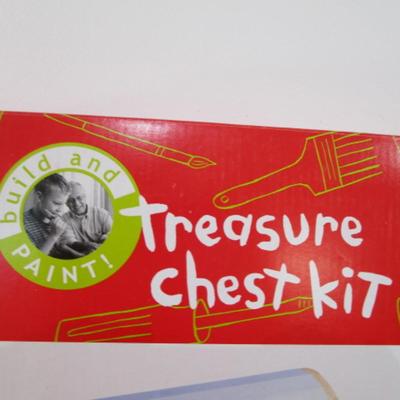 build and
PAINT!
Treasure
chest kit